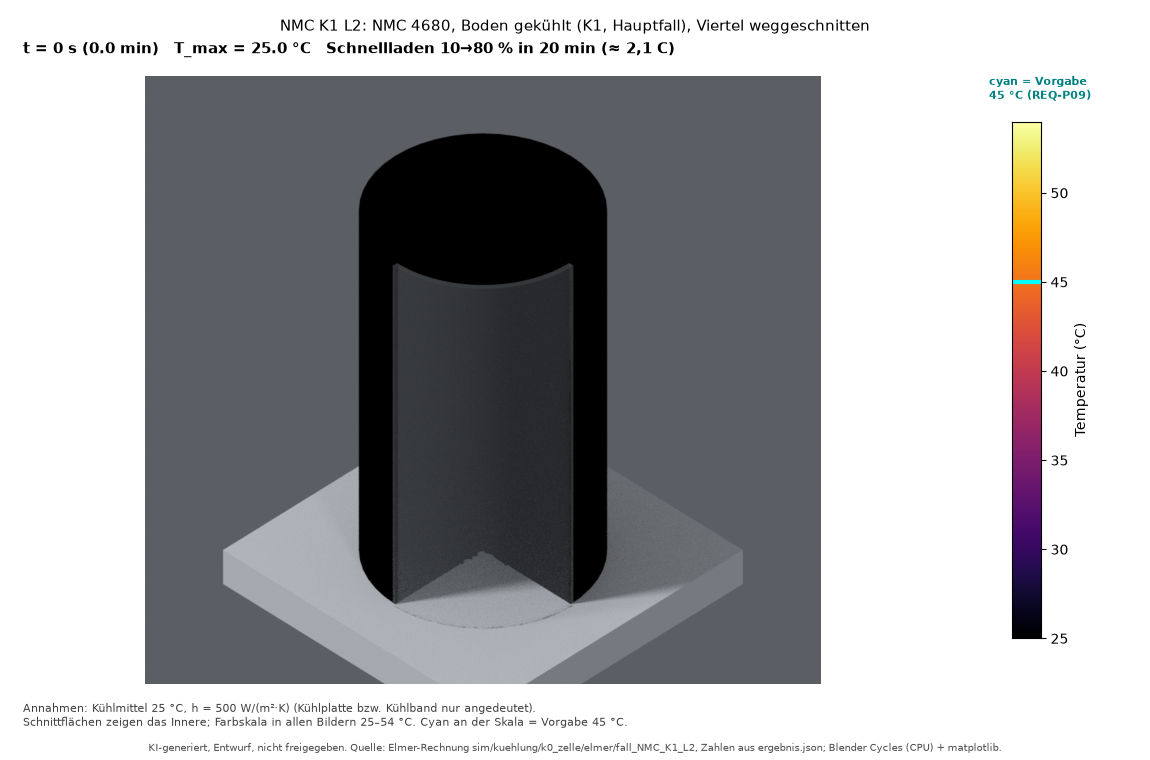 NMC K1 L2: NMC 4680, Boden gekühlt (K1, Hauptfall), Viertel weggeschnitten
t = 0 s (0.0 min)   T_max = 25.0 °C   Schnellladen 10→80 % in 20 min (≈ 2,1 C)
cyan = Vorgabe
45 °C (REQ-P09)
50
45
40
35
30
25
Temperatur (°C)
Annahmen: Kühlmittel 25 °C, h = 500 W/(m²·K) (Kühlplatte bzw. Kühlband nur angedeutet).
Schnittflächen zeigen das Innere; Farbskala in allen Bildern 25–54 °C. Cyan an der Skala = Vorgabe 45 °C.
KI-generiert, Entwurf, nicht freigegeben. Quelle: Elmer-Rechnung sim/kuehlung/k0_zelle/elmer/fall_NMC_K1_L2, Zahlen aus ergebnis.json; Blender Cycles (CPU) + matplotlib.